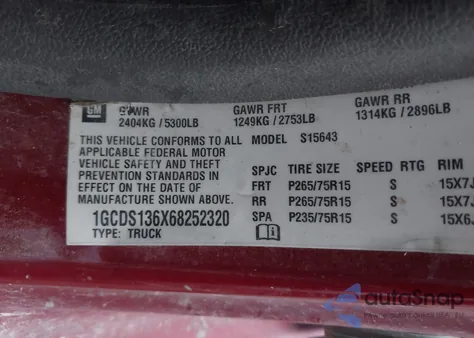 GM
GVWR GAWR FRT GAWR RR
2404KG / 5300LB 1249KG / 2753LB 1314KG / 2896LB
THIS VEHICLE CONFORMS TO ALL MODEL S15643
APPLICABLE FEDERAL MOTOR
VEHICLE SAFETY AND THEFT SPJC TIRE SIZE SPEED RTG RIM
PREVENTION STANDARDS IN FRT P265/75R15 S 15X7J
EFFECT ON THE DATE OF RR P265/75R15 S 15X7J
MANUFACTURE SHOWN ABOVE. SPA P235/75R15 S 15X6J
1GCDS136X68252320
TYPE: TRUCK
autoSnap